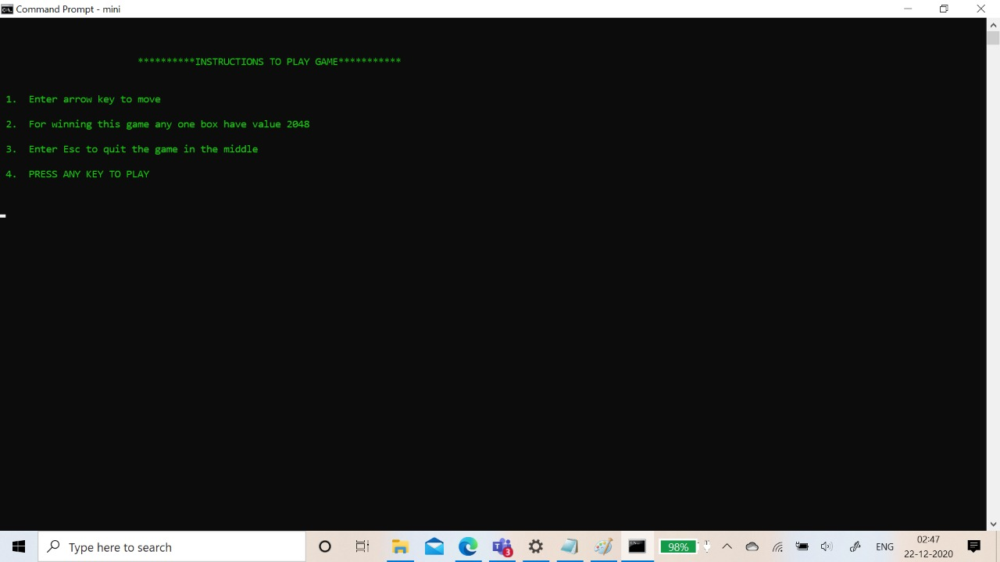 Command Prompt - mini
**********INSTRUCTIONS TO PLAY GAME***********
1. Enter arrow key to move
2. For winning this game any one box have value 2048
3. Enter Esc to quit the game in the middle
4. PRESS ANY KEY TO PLAY
Type here to search
3
98%
ENG
02:47
22-12-2020